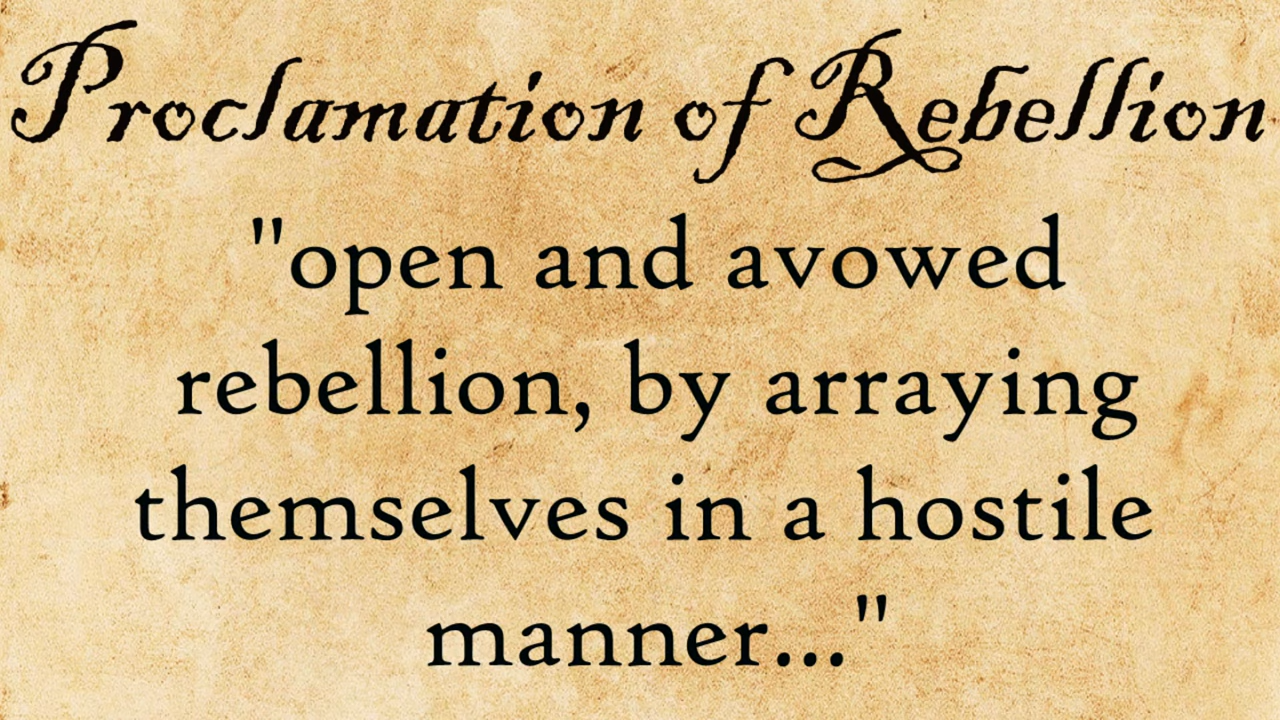 Proclamation of Rebellion
"open and avowed
rebellion, by arraying
themselves in a hostile
manner..."